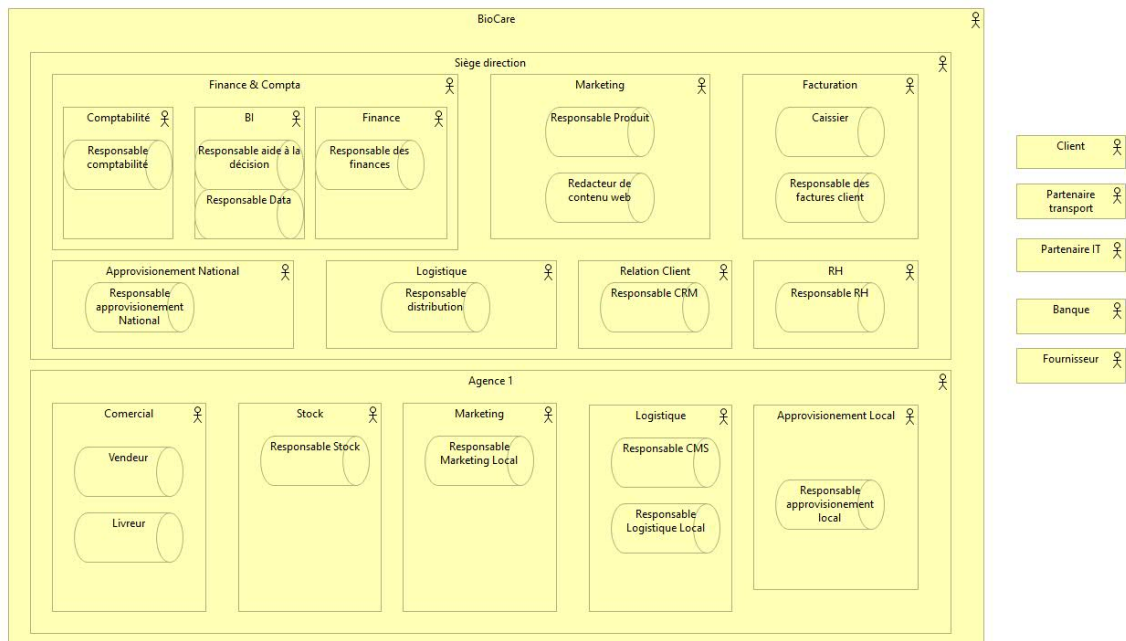 BioCare
Siège direction
Finance & Compta
Comptabilité
Responsable
comptabilité
BI
Responsable aide à la
décision
Responsable Data
Finance
Responsable des
finances
Marketing
Responsable Produit
Redacteur de
contenu web
Facturation
Caissier
Responsable des
factures client
Approvisionement National
Responsable
approvisionement
National
Logistique
Responsable
distribution
Relation Client
Responsable CRM
RH
Responsable RH
Agence 1
Comercial
Vendeur
Livreur
Stock
Responsable Stock
Marketing
Responsable
Marketing Local
Logistique
Responsable CMS
Responsable
Logistique Local
Approvisionement Local
Responsable
approvisionement
local
Client
Partenaire
transport
Partenaire IT
Banque
Fournisseur